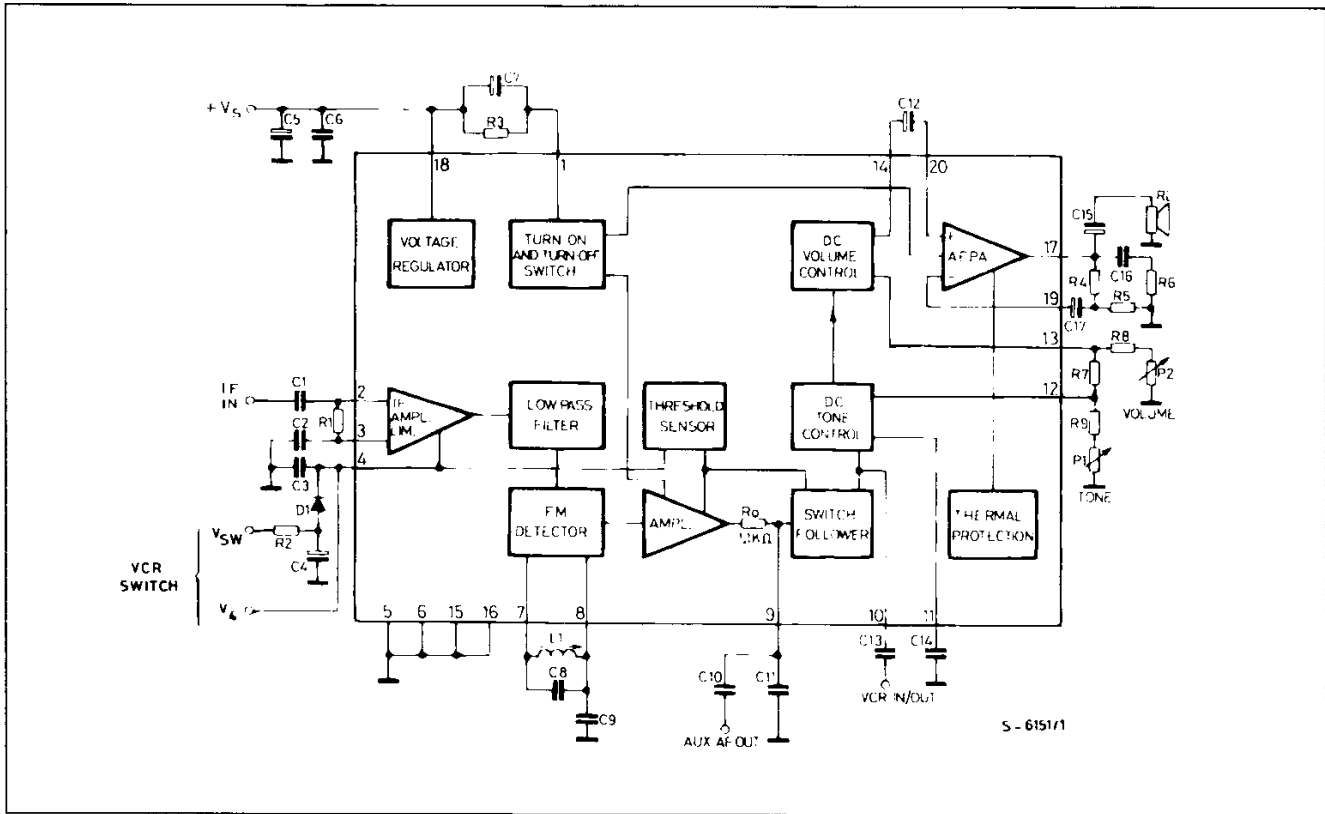 C7
C12
+VS
C5
C6
R3
18
1
14
20
VOLTAGE
REGULATOR
TURN ON
AND TURN-OFF
SWITCH
DC
VOLUME
CONTROL
+
-
AF PA
17
C15
RL
C16
R4
R6
19
C17
R5
13
R8
R7
P2
VOLUME
12
R9
P1
TONE
IF
IN
C1
2
R1
C2
3
C3
4
IF
AMPL.
LIM.
LOW PASS
FILTER
THRESHOLD
SENSOR
DC
TONE
CONTROL
D1
VSW
R2
C4
VCR
SWITCH
V4
FM
DETECTOR
AMPL.
Ro
1.1KΩ
SWITCH
FOLLOWER
THERMAL
PROTECTION
5
6
15
16
7
8
9
10
11
L1
C8
C9
C10
C11
C13
C14
AUX AF OUT
VCR IN/OUT
S-6151/1